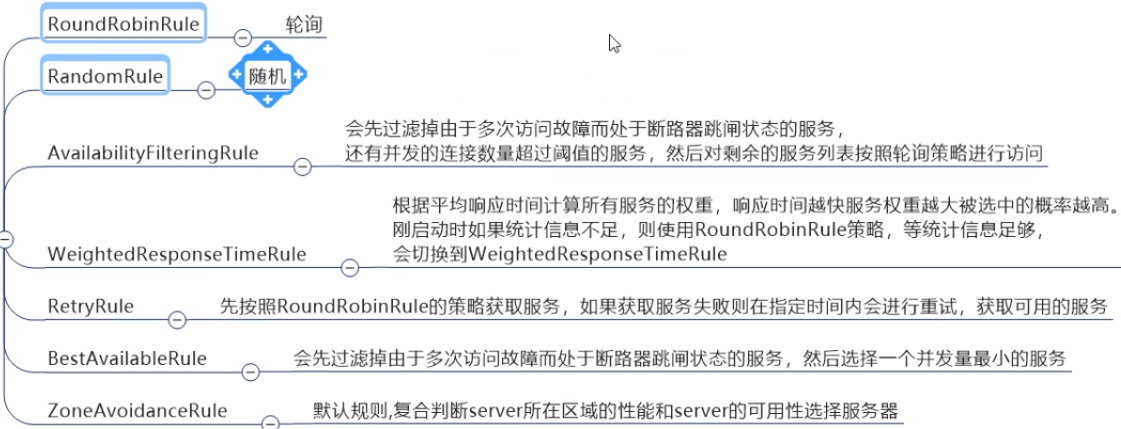 RoundRobinRule 轮询
RandomRule 随机
会先过滤掉由于多次访问故障而处于断路器跳闸状态的服务，
AvailabilityFilteringRule 还有并发的连接数量超过阈值的服务，然后对剩余的服务列表按照轮询策略进行访问
根据平均响应时间计算所有服务的权重，响应时间越快服务权重越大被选中的概率越高。
刚启动时如果统计信息不足，则使用RoundRobinRule策略，等统计信息足够，
WeightedResponseTimeRule 会切换到WeightedResponseTimeRule
RetryRule 先按照RoundRobinRule的策略获取服务，如果获取服务失败则在指定时间内会进行重试，获取可用的服务
BestAvailableRule 会先过滤掉由于多次访问故障而处于断路器跳闸状态的服务，然后选择一个并发量最小的服务
ZoneAvoidanceRule 默认规则,复合判断server所在区域的性能和server的可用性选择服务器